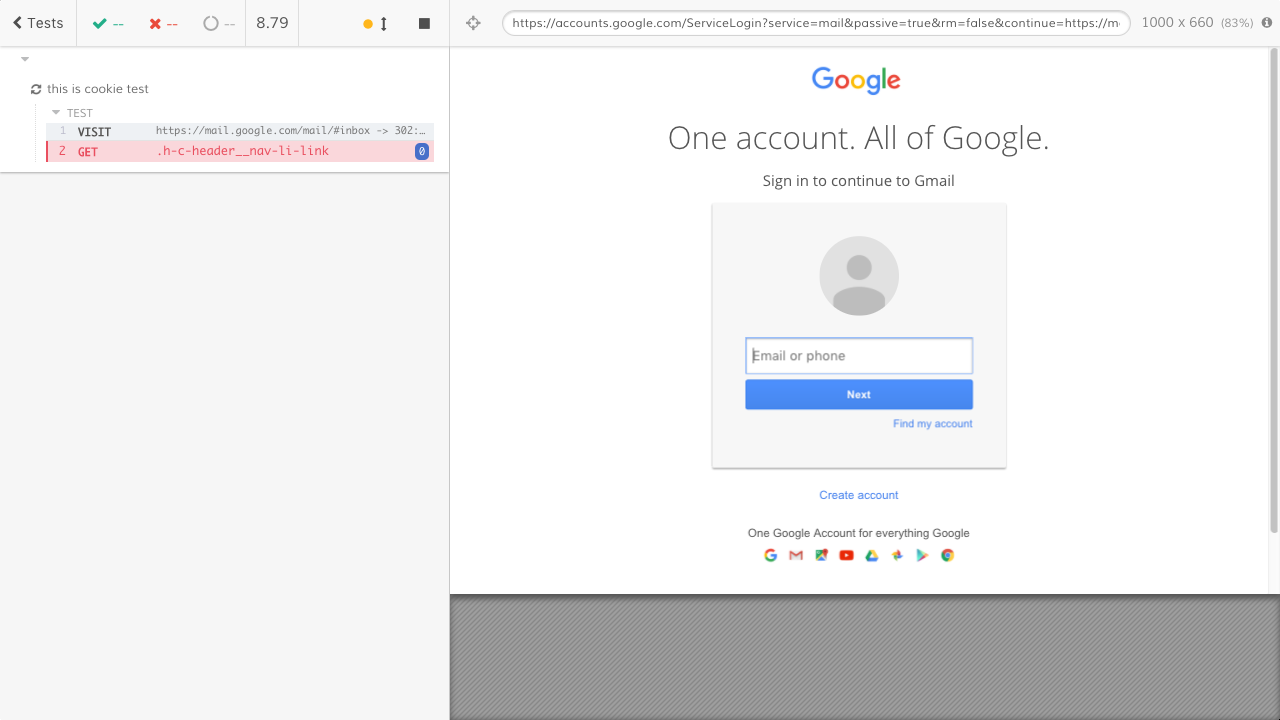 Tests
--
--
--
8.79
https://accounts.google.com/ServiceLogin?service=mail&passive=true&rm=false&continue=https://m
1000 x 660 (83%)
this is cookie test
TEST
1 VISIT https://mail.google.com/mail/#inbox -> 302:…
2 GET .h-c-header__nav-li-link 0
Google
One account. All of Google.
Sign in to continue to Gmail
Email or phone
Next
Find my account
Create account
One Google Account for everything Google